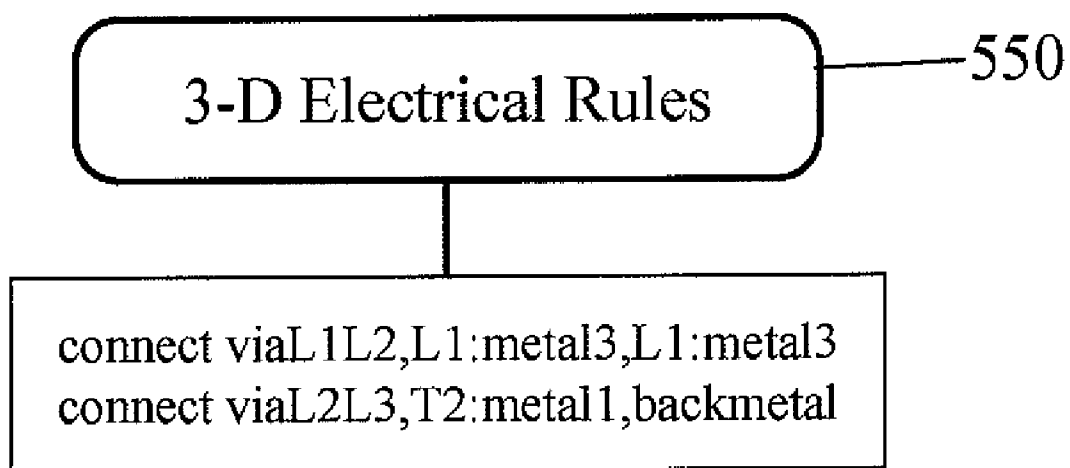 3-D Electrical Rules
550
connect viaL1L2,L1:metal3,L1:metal3
connect viaL2L3,T2:metal1,backmetal